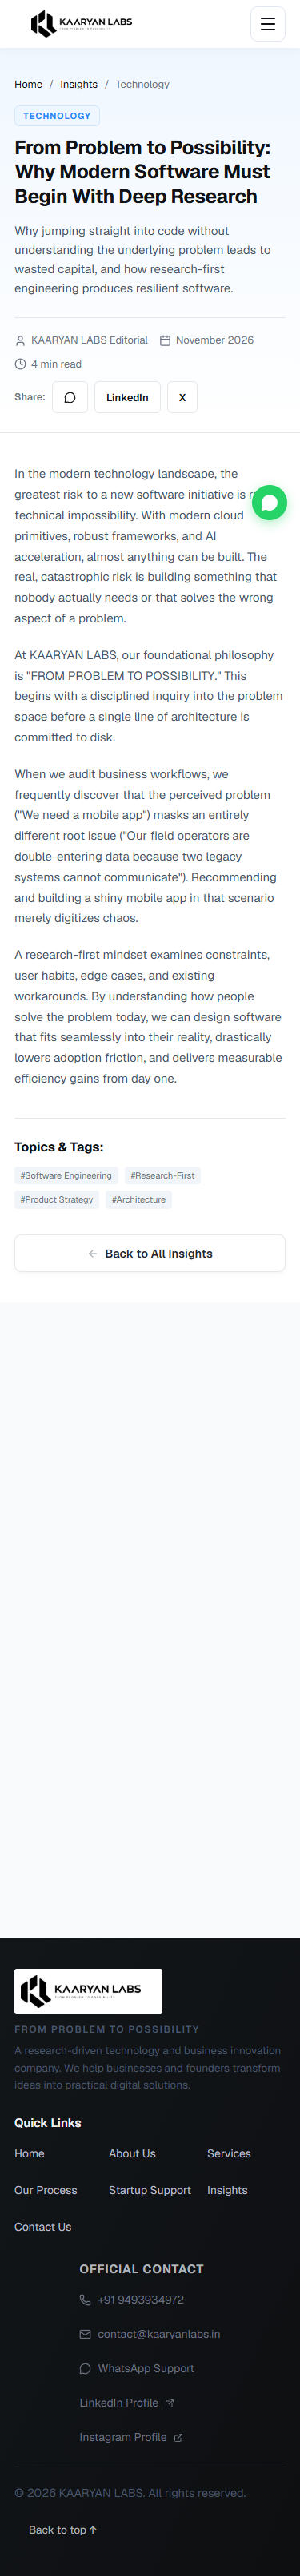 KAARYAN LABS
FROM PROBLEM TO POSSIBILITY
Home / Insights / Technology
TECHNOLOGY
From Problem to Possibility:
Why Modern Software Must
Begin With Deep Research
Why jumping straight into code without
understanding the underlying problem leads to
wasted capital, and how research-first
engineering produces resilient software.
KAARYAN LABS Editorial November 2026
4 min read
Share: LinkedIn X
In the modern technology landscape, the
greatest risk to a new software initiative is
technical impossibility. With modern cloud
primitives, robust frameworks, and AI
acceleration, almost anything can be built. The
real, catastrophic risk is building something that
nobody actually needs or that solves the wrong
aspect of a problem.
At KAARYAN LABS, our foundational philosophy
is "FROM PROBLEM TO POSSIBILITY." This
begins with a disciplined inquiry into the problem
space before a single line of architecture is
committed to disk.
When we audit business workflows, we
frequently discover that the perceived problem
("We need a mobile app") masks an entirely
different root issue ("Our field operators are
double-entering data because two legacy
systems cannot communicate"). Recommending
and building a shiny mobile app in that scenario
merely digitizes chaos.
A research-first mindset examines constraints,
user habits, edge cases, and existing
workarounds. By understanding how people
solve the problem today, we can design software
that fits seamlessly into their reality, drastically
lowers adoption friction, and delivers measurable
efficiency gains from day one.
Topics & Tags:
#Software Engineering #Research-First
#Product Strategy #Architecture
← Back to All Insights
KAARYAN LABS
FROM PROBLEM TO POSSIBILITY
FROM PROBLEM TO POSSIBILITY
A research-driven technology and business innovation
company. We help businesses and founders transform
ideas into practical digital solutions.
Quick Links
Home About Us Services
Our Process Startup Support Insights
Contact Us
OFFICIAL CONTACT
+91 9493934972
contact@kaaryanlabs.in
WhatsApp Support
LinkedIn Profile
Instagram Profile
© 2026 KAARYAN LABS. All rights reserved.
Back to top ↑